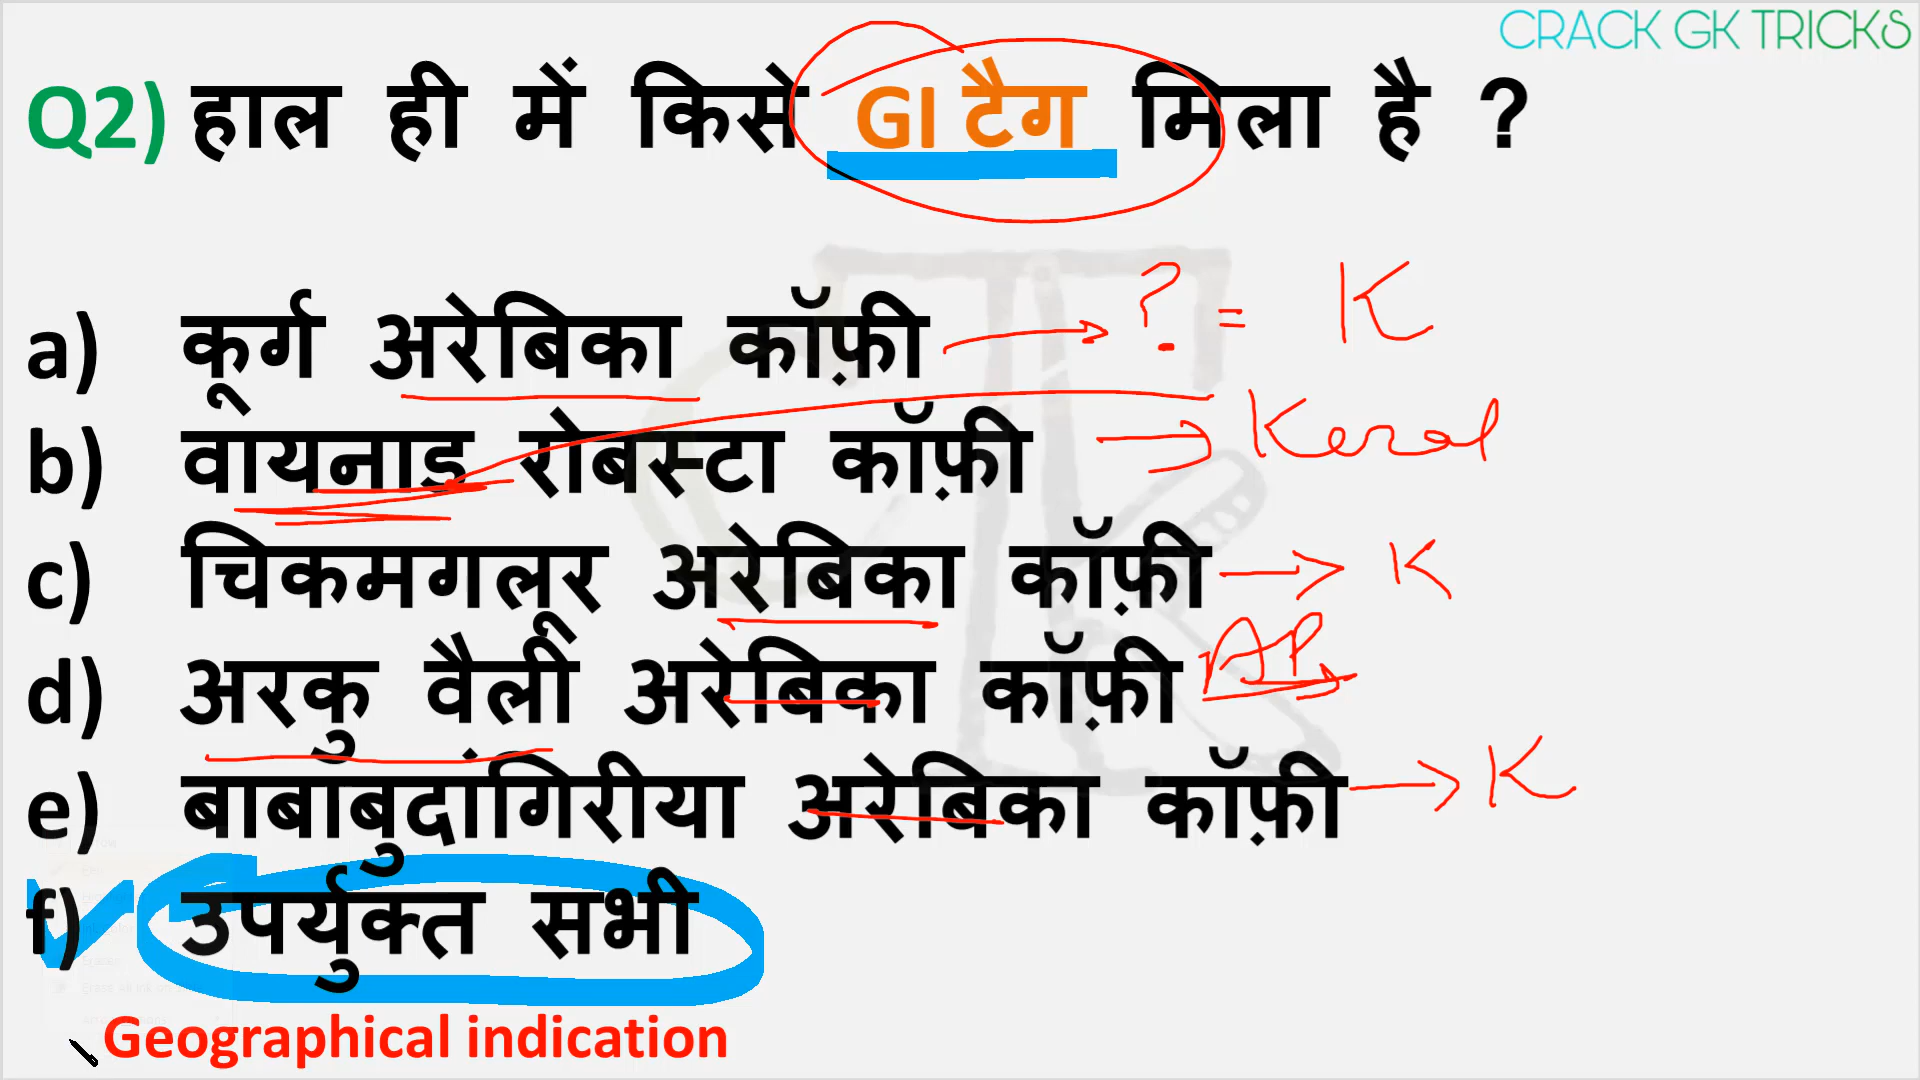 CRACK GK TRICKS
Q2) हाल ही में किसे GI टैग मिला है ?
a) कूर्ग अरेबिका कॉफ़ी ? = K
b) वायनाड रोबस्टा कॉफ़ी Keral
c) चिकमगलूर अरेबिका कॉफ़ी K
d) अरकु वैली अरेबिका कॉफ़ी AP
e) बाबाबुदांगिरीया अरेबिका कॉफ़ी K
f) उपर्युक्त सभी
Geographical indication